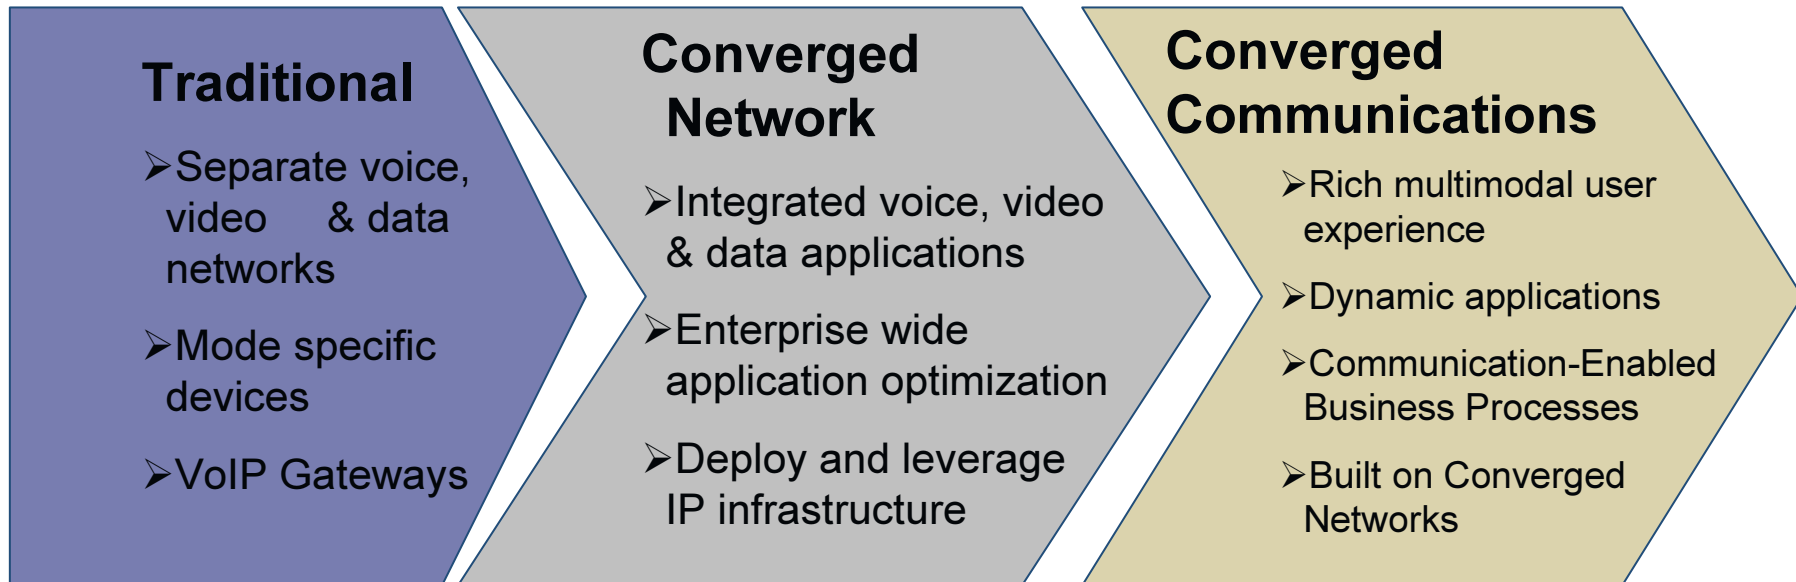 Traditional
➢Separate voice,
video & data
networks
➢Mode specific
devices
➢VoIP Gateways
Converged
Network
➢Integrated voice, video
& data applications
➢Enterprise wide
application optimization
➢Deploy and leverage
IP infrastructure
Converged
Communications
➢Rich multimodal user
experience
➢Dynamic applications
➢Communication-Enabled
Business Processes
➢Built on Converged
Networks